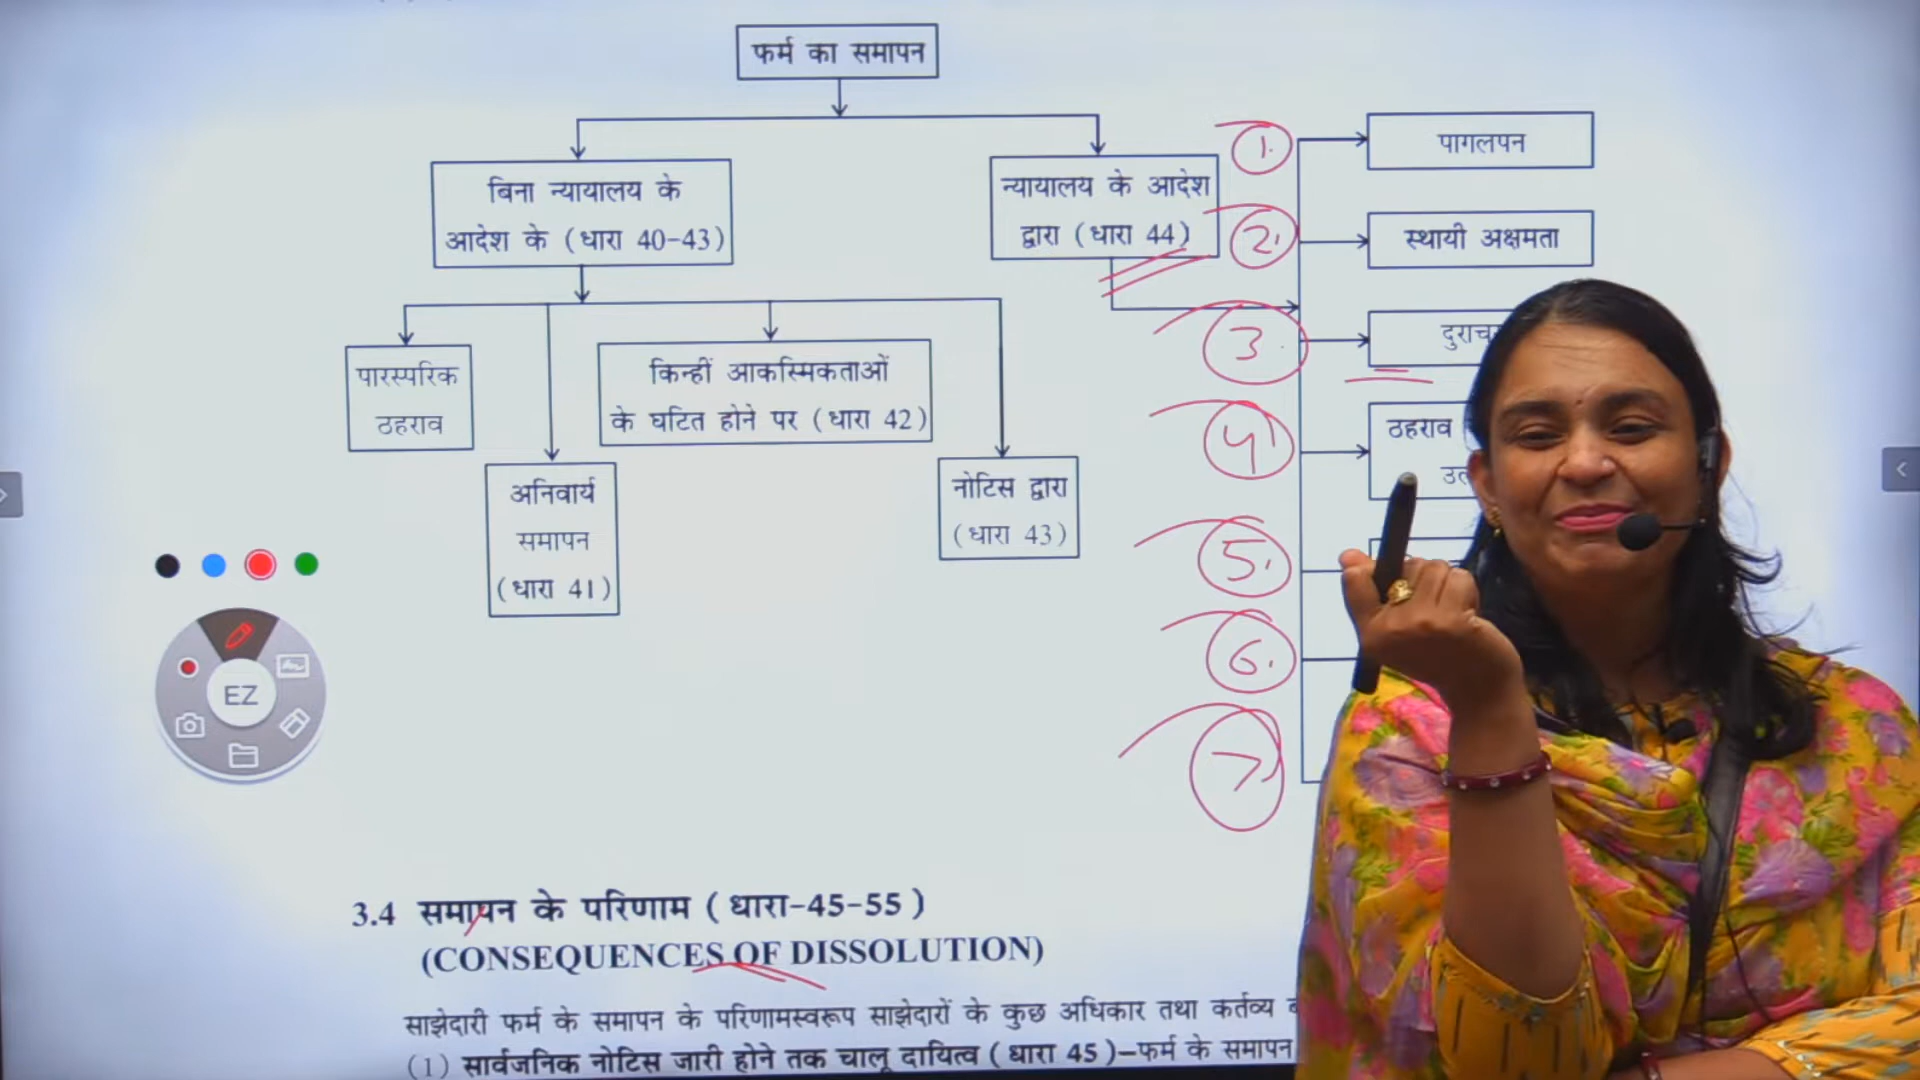 फर्म का समापन
बिना न्यायालय के
आदेश के (धारा 40-43)
न्यायालय के आदेश
द्वारा (धारा 44)
पारस्परिक
ठहराव
अनिवार्य
समापन
(धारा 41)
किन्हीं आकस्मिकताओं
के घटित होने पर (धारा 42)
नोटिस द्वारा
(धारा 43)
1.
पागलपन
2.
स्थायी अक्षमता
3.
4.
ठहराव
5.
6.
7.
EZ
3.4 समापन के परिणाम (धारा-45-55)
(CONSEQUENCES OF DISSOLUTION)
साझेदारी फर्म के समापन के परिणामस्वरूप साझेदारों के कुछ अधिकार तथा कर्तव्य
(1) सार्वजनिक नोटिस जारी होने तक चालू दायित्व (धारा 45)–फर्म के समापन